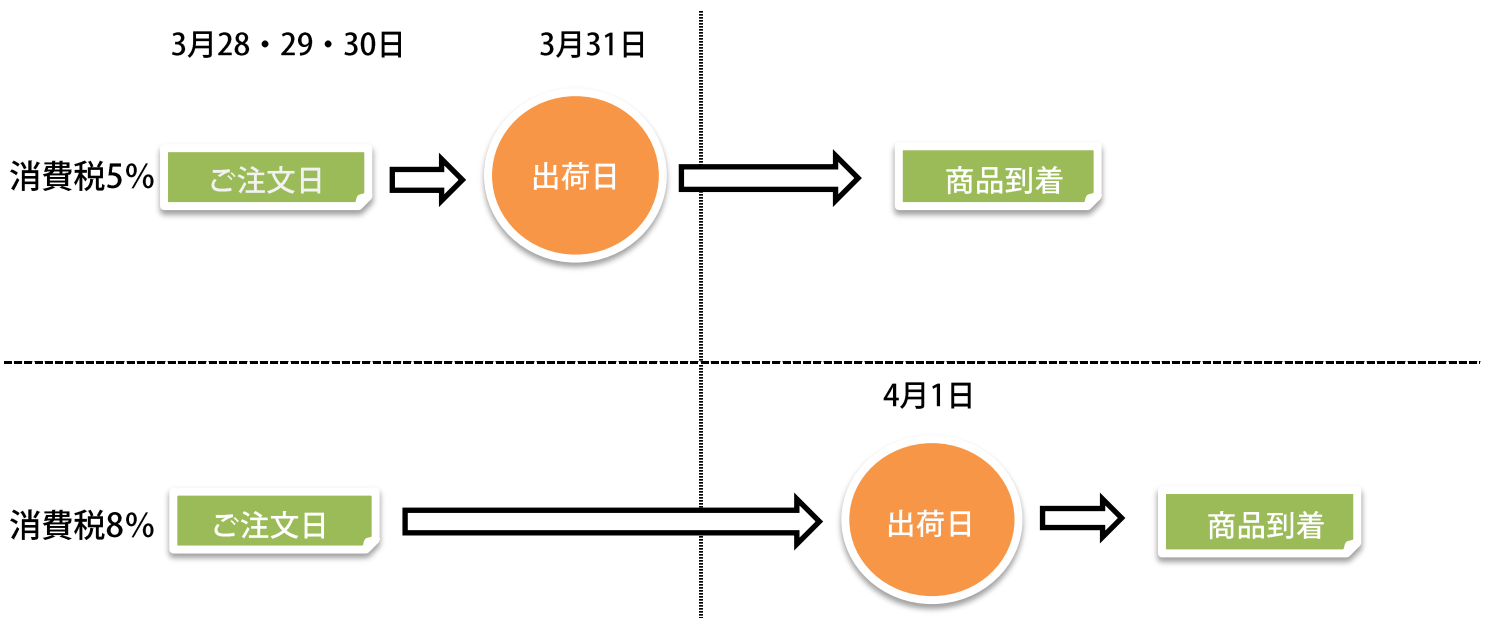 3月28・29・30日
3月31日
消費税5%
ご注文日
出荷日
商品到着
4月1日
消費税8%
ご注文日
出荷日
商品到着